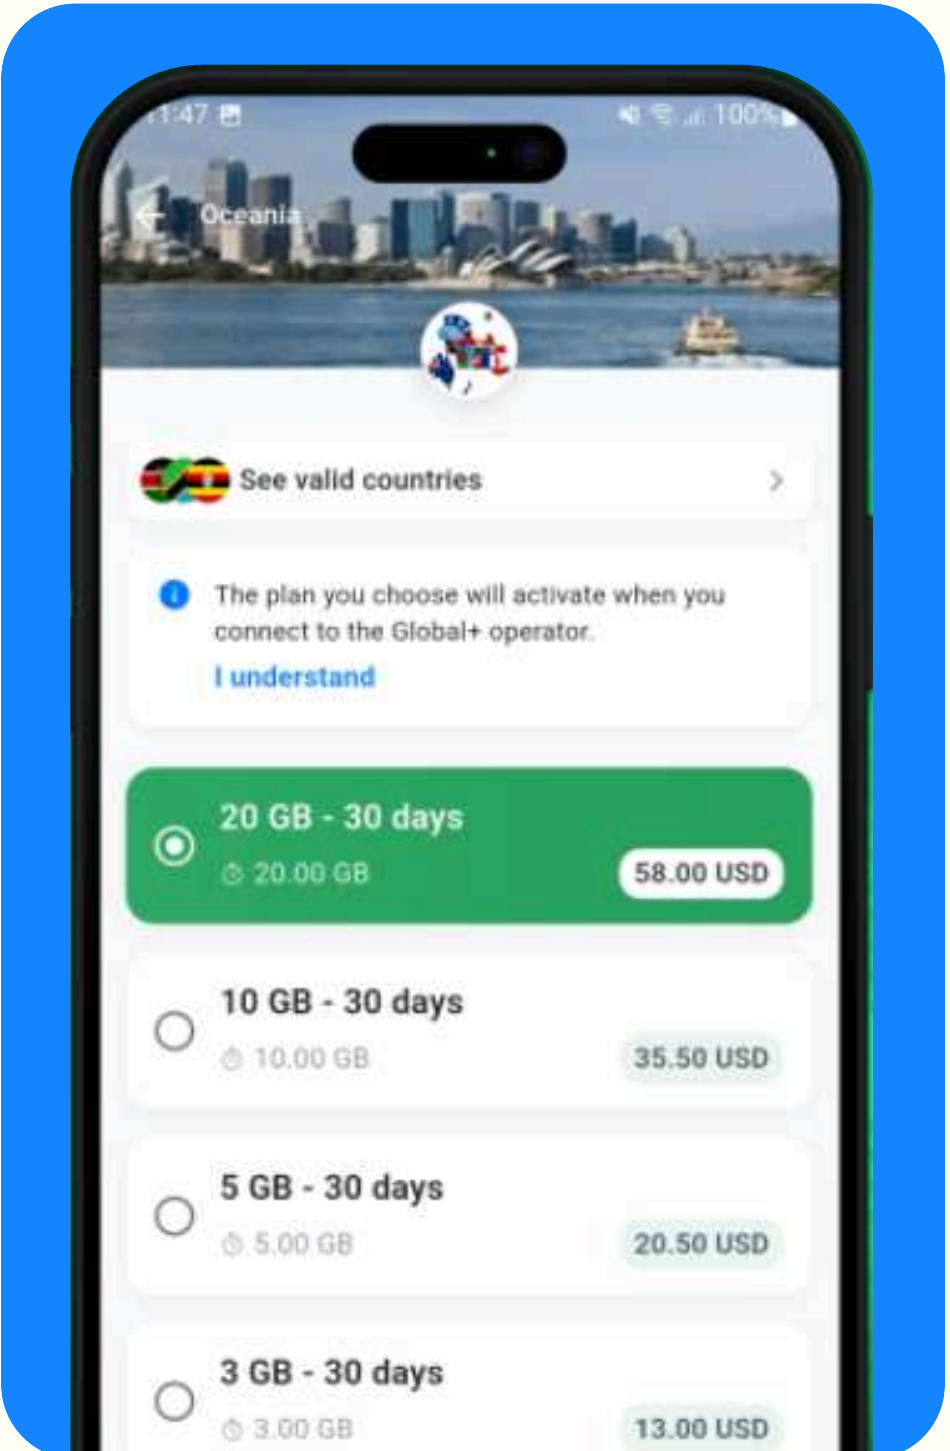 11:47
100%
Oceania
See valid countries
The plan you choose will activate when you
connect to the Global+ operator.
I understand
20 GB - 30 days
20.00 GB
58.00 USD
10 GB - 30 days
10.00 GB
35.50 USD
5 GB - 30 days
5.00 GB
20.50 USD
3 GB - 30 days
3.00 GB
13.00 USD